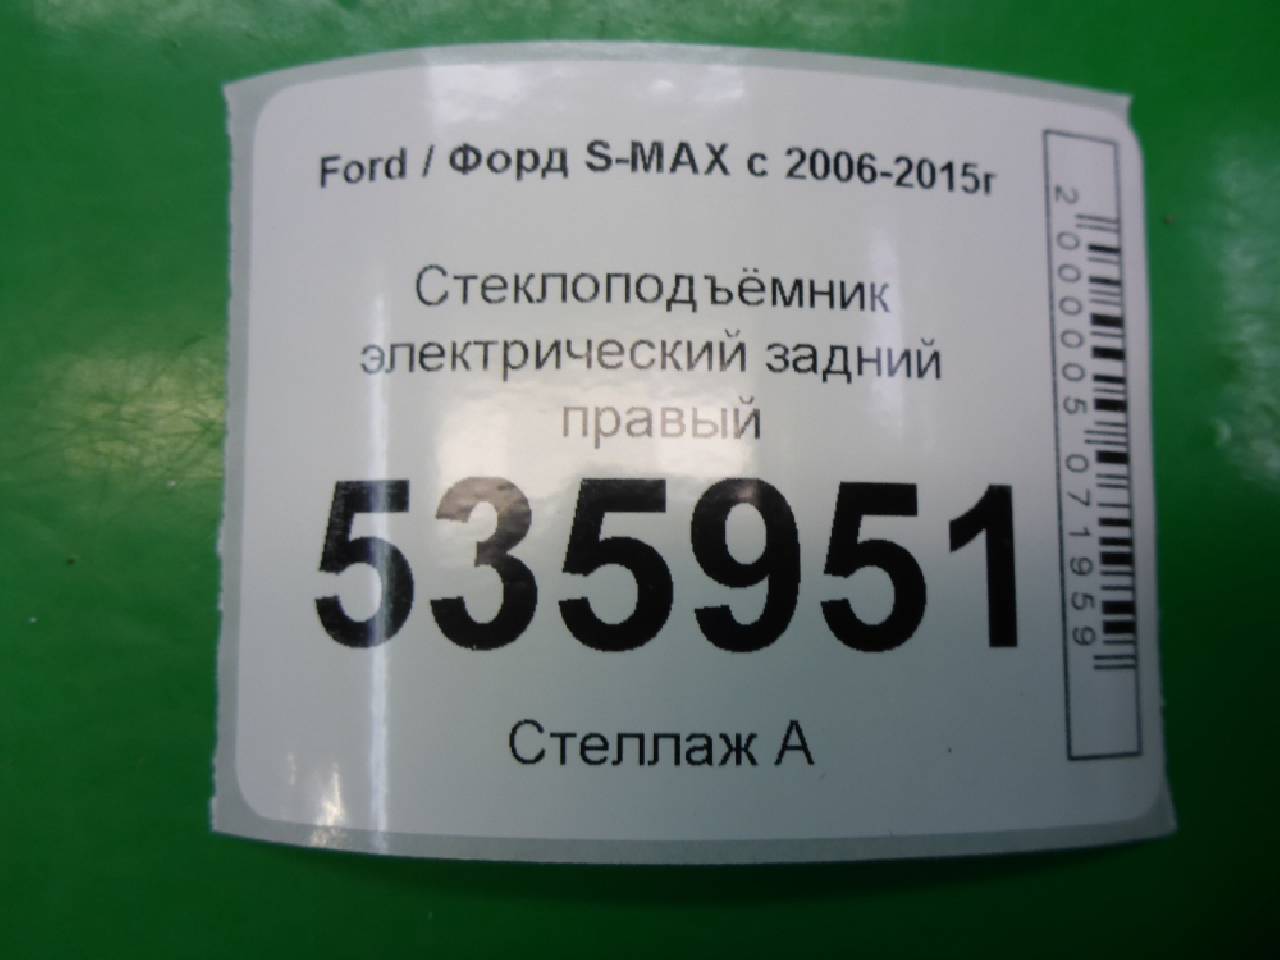 Ford / Форд S-MAX с 2006-2015г
Стеклоподъёмник
электрический задний
правый
535951
Стеллаж А
2000005071959